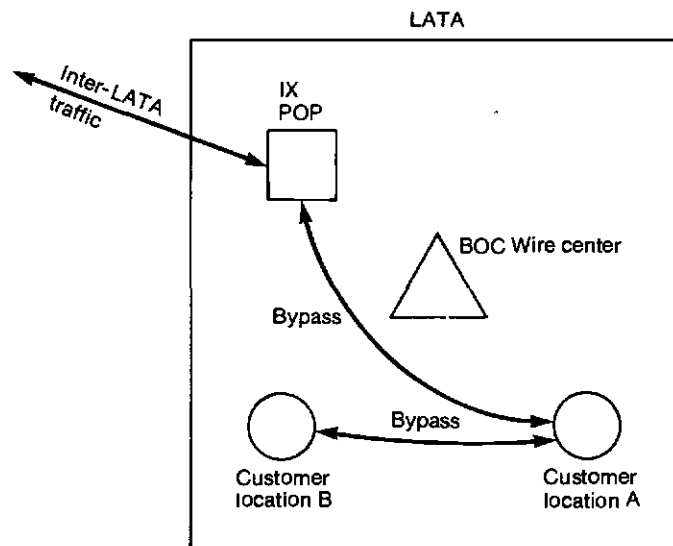 LATA
Inter-LATA
traffic
IX
POP
BOC Wire center
Bypass
Bypass
Customer
location B
Customer
location A